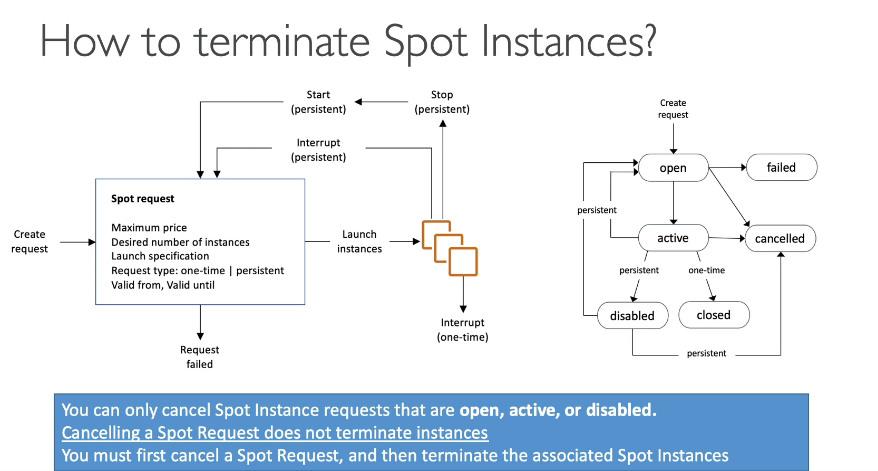 How to terminate Spot Instances?
Start
(persistent)
Stop
(persistent)
Interrupt
(persistent)
Create
request
Spot request
Maximum price
Desired number of instances
Launch specification
Request type: one-time | persistent
Valid from, Valid until
Launch
instances
Interrupt
(one-time)
Request
failed
Create
request
open
failed
persistent
active
cancelled
persistent
one-time
disabled
closed
persistent
You can only cancel Spot Instance requests that are open, active, or disabled.
Cancelling a Spot Request does not terminate instances
You must first cancel a Spot Request, and then terminate the associated Spot Instances